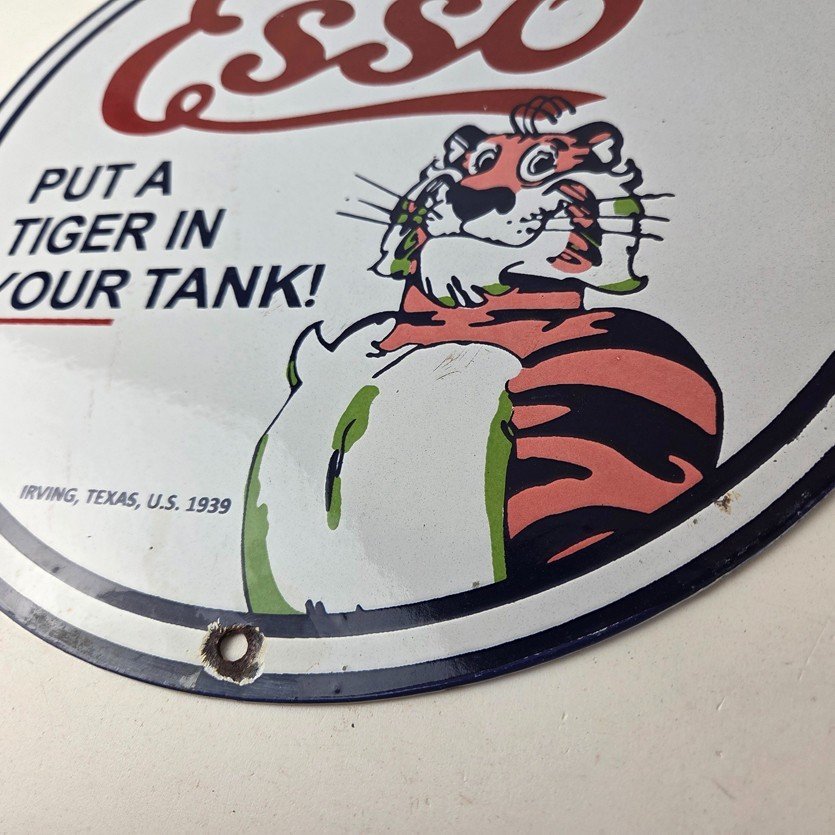 Esso
PUT A
TIGER IN
YOUR TANK!
IRVING, TEXAS, U.S. 1939